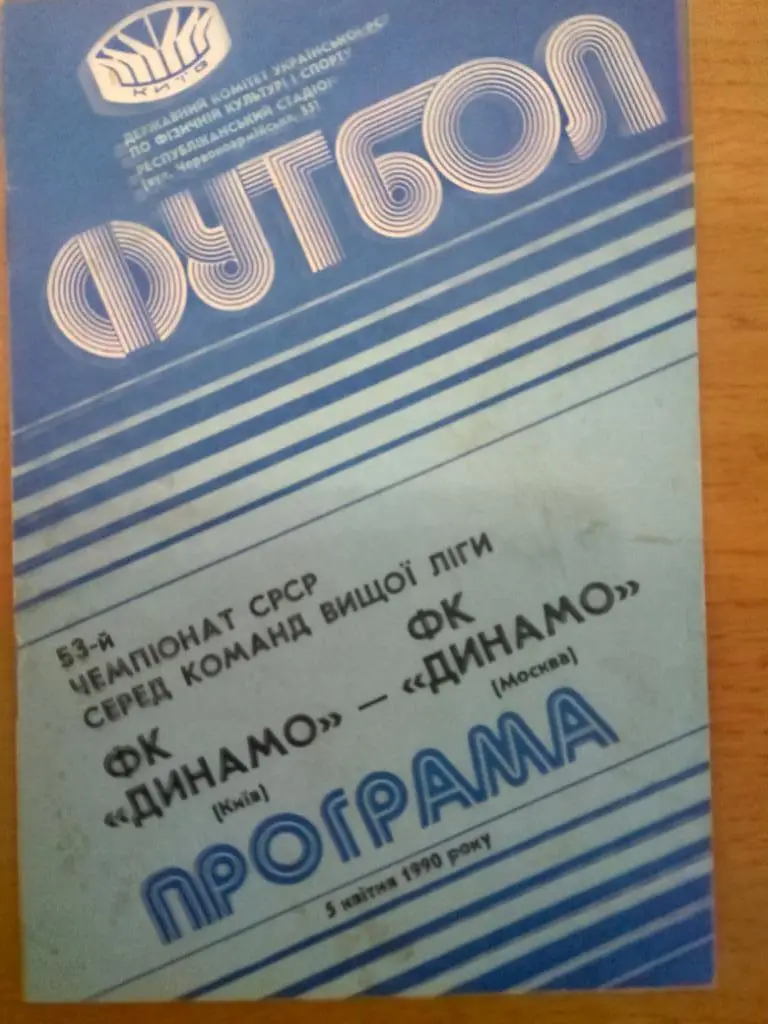 КИЇВ
ДЕРЖАВНИЙ КОМІТЕТ УКРАЇНСЬКОЇ РСР
ПО ФІЗИЧНІЙ КУЛЬТУРІ І СПОРТУ
РЕСПУБЛІКАНСЬКИЙ СТАДІОН
(вул. Червоноармійська, 55)
ФУТБОЛ
53-й
ЧЕМПІОНАТ СРСР
СЕРЕД КОМАНД ВИЩОЇ ЛІГИ
ФК
«ДИНАМО» —
(Київ)
ФК
«ДИНАМО»
(Москва)
ПРОГРАМА
5 квітня 1990 року